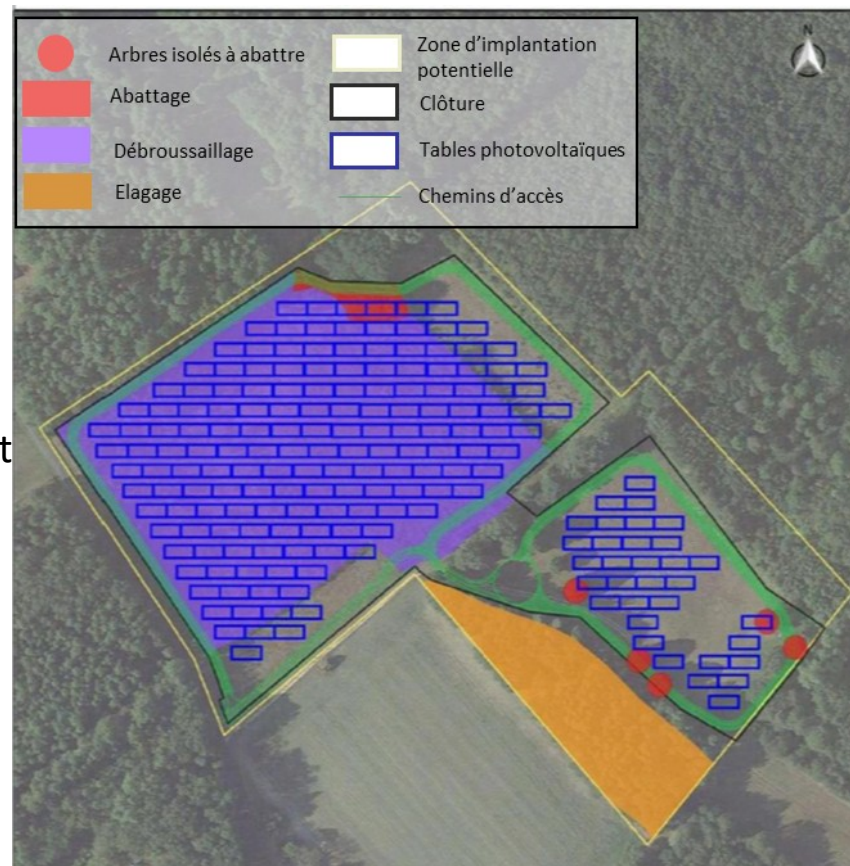 Arbres isolés à abattre
Abattage
Débroussaillage
Elagage
Zone d'implantation
potentielle
Clôture
Tables photovoltaïques
Chemins d'accès
N
t